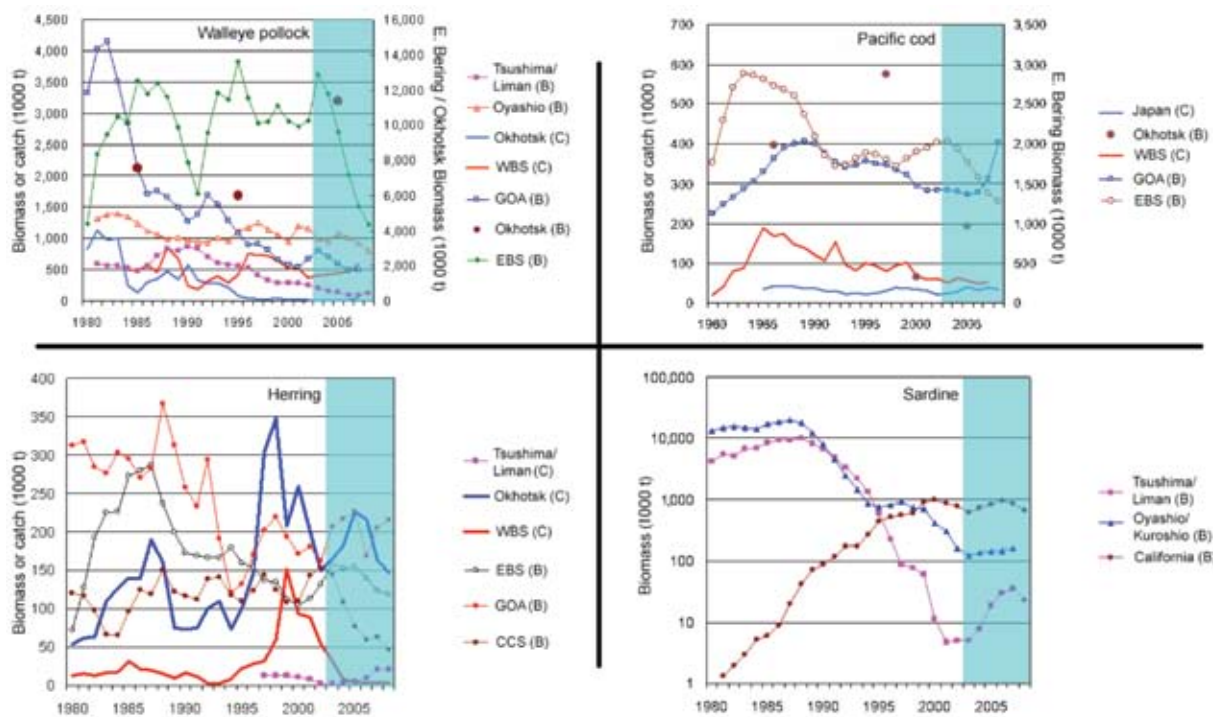 Walleye pollock
Biomass or catch (1000 t)
4,500
4,000
3,500
3,000
2,500
2,000
1,500
1,000
500
0
16,000
14,000
12,000
10,000
8,000
6,000
4,000
2,000
0
E. Bering / Okhotsk Biomass (1000 t)
1980 1985 1990 1995 2000 2005
Tsushima/
Liman (B)
Oyashio (B)
Okhotsk (C)
WBS (C)
GOA (B)
Okhotsk (B)
EBS (B)
Pacific cod
Biomass or catch (1000 t)
700
600
500
400
300
200
100
0
3,500
3,000
2,500
2,000
1,500
1,000
500
0
E. Bering Biomass (1000 t)
1980 1985 1990 1995 2000 2005
Japan (C)
Okhotsk (B)
WBS (C)
GOA (B)
EBS (B)
Herring
Biomass or catch (1000 t)
400
350
300
250
200
150
100
50
0
1980 1985 1990 1995 2000 2005
Tsushima/
Liman (C)
Okhotsk (C)
WBS (C)
EBS (B)
GOA (B)
CCS (B)
Sardine
Biomass (1000 t)
100,000
10,000
1,000
100
10
1
1980 1985 1990 1995 2000 2005
Tsushima/
Liman (B)
Oyashio/
Kuroshio (B)
California (B